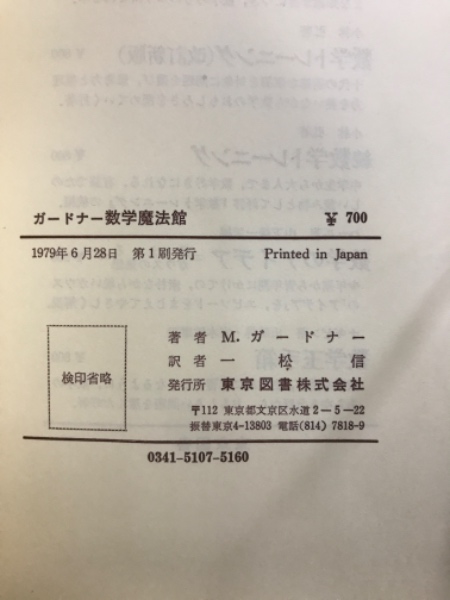 ガードナー数学魔法館 ¥ 700
1979年6月28日 第1刷発行 Printed in Japan
検印省略
著者 M. ガードナー
訳者 一松信
発行所 東京図書株式会社
〒112 東京都文京区水道2-5-22
振替東京4-13803 電話(814) 7818-9
0341-5107-5160